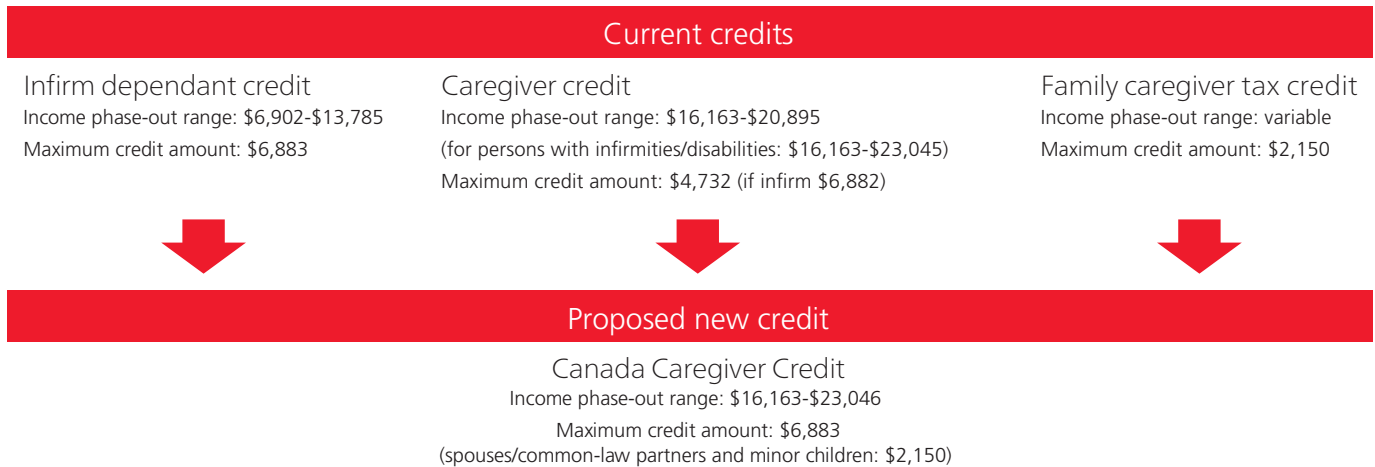 Current credits
Infirm dependant credit
Income phase-out range: $6,902-$13,785
Maximum credit amount: $6,883
Caregiver credit
Income phase-out range: $16,163-$20,895
(for persons with infirmities/disabilities: $16,163-$23,045)
Maximum credit amount: $4,732 (if infirm $6,882)
Family caregiver tax credit
Income phase-out range: variable
Maximum credit amount: $2,150
Proposed new credit
Canada Caregiver Credit
Income phase-out range: $16,163-$23,046
Maximum credit amount: $6,883
(spouses/common-law partners and minor children: $2,150)